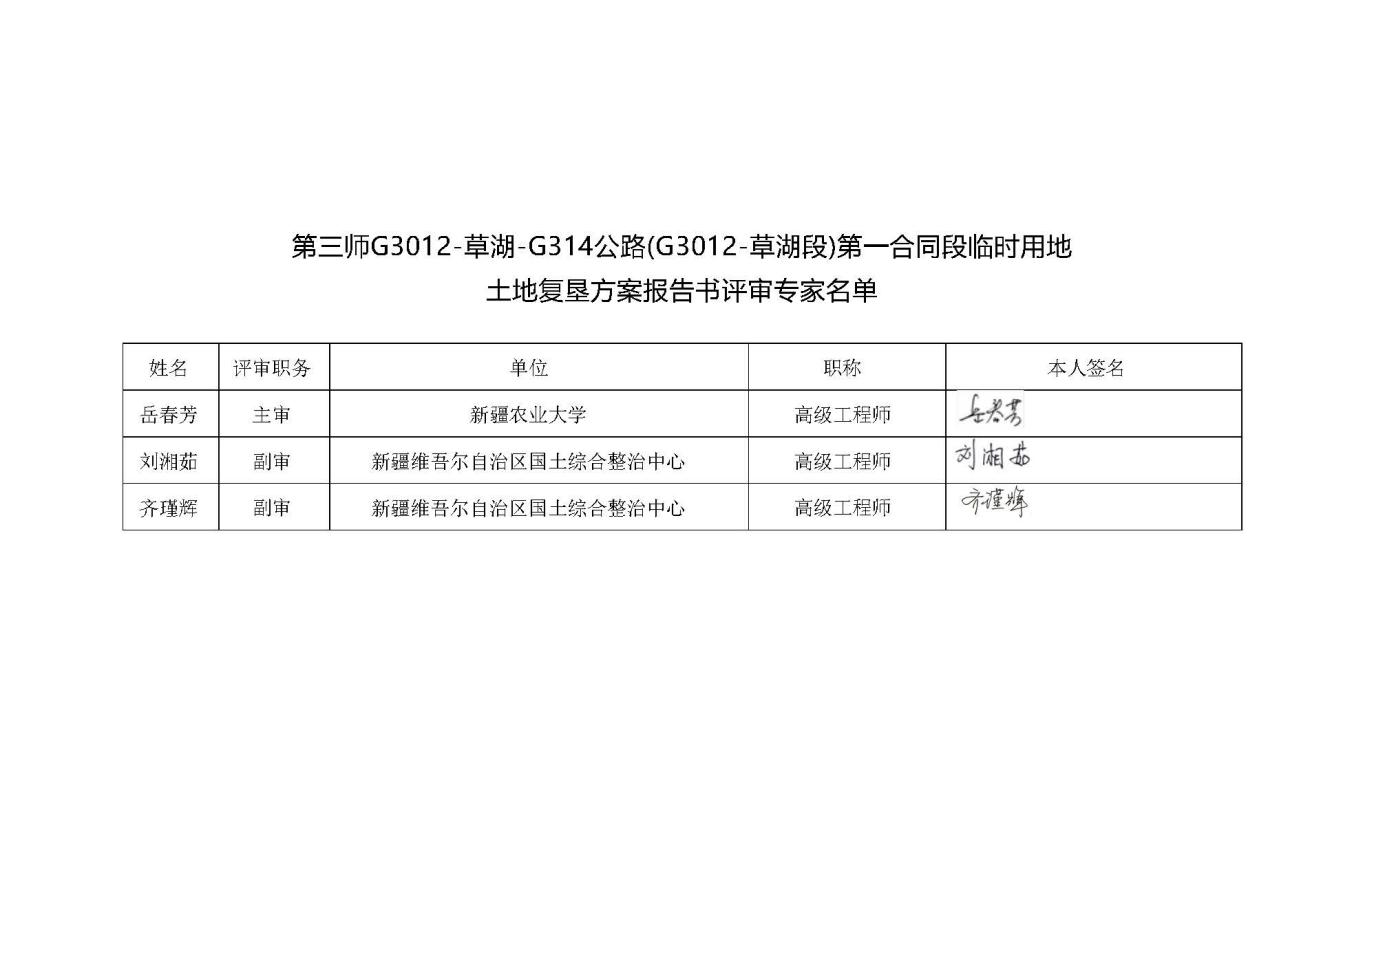 第三师G3012-草湖-G314公路(G3012-草湖段)第一合同段临时用地
土地复垦方案报告书评审专家名单
姓名 评审职务 单位 职称 本人签名
岳春芳 主审 新疆农业大学 高级工程师 岳春芳
刘湘茹 副审 新疆维吾尔自治区国土综合整治中心 高级工程师 刘湘茹
齐瑾辉 副审 新疆维吾尔自治区国土综合整治中心 高级工程师 齐瑾辉